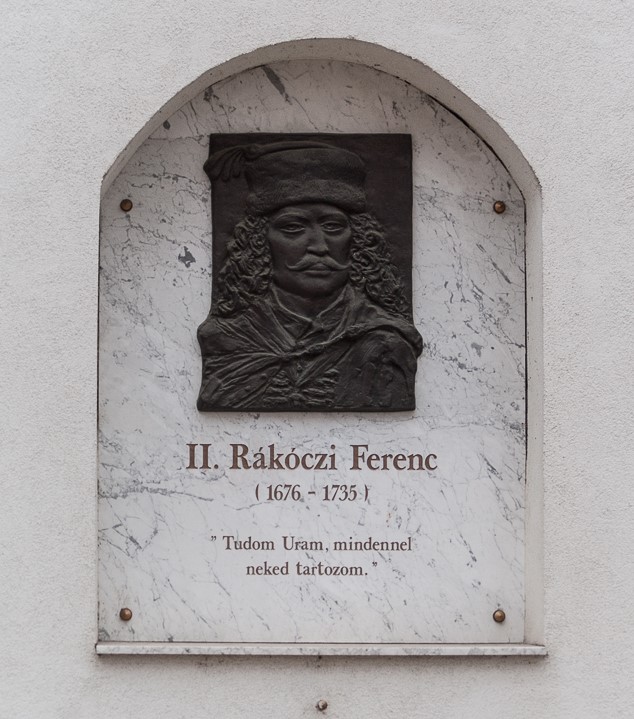 II. Rákóczi Ferenc
( 1676 - 1735 )
" Tudom Uram, mindennel
neked tartozom. "